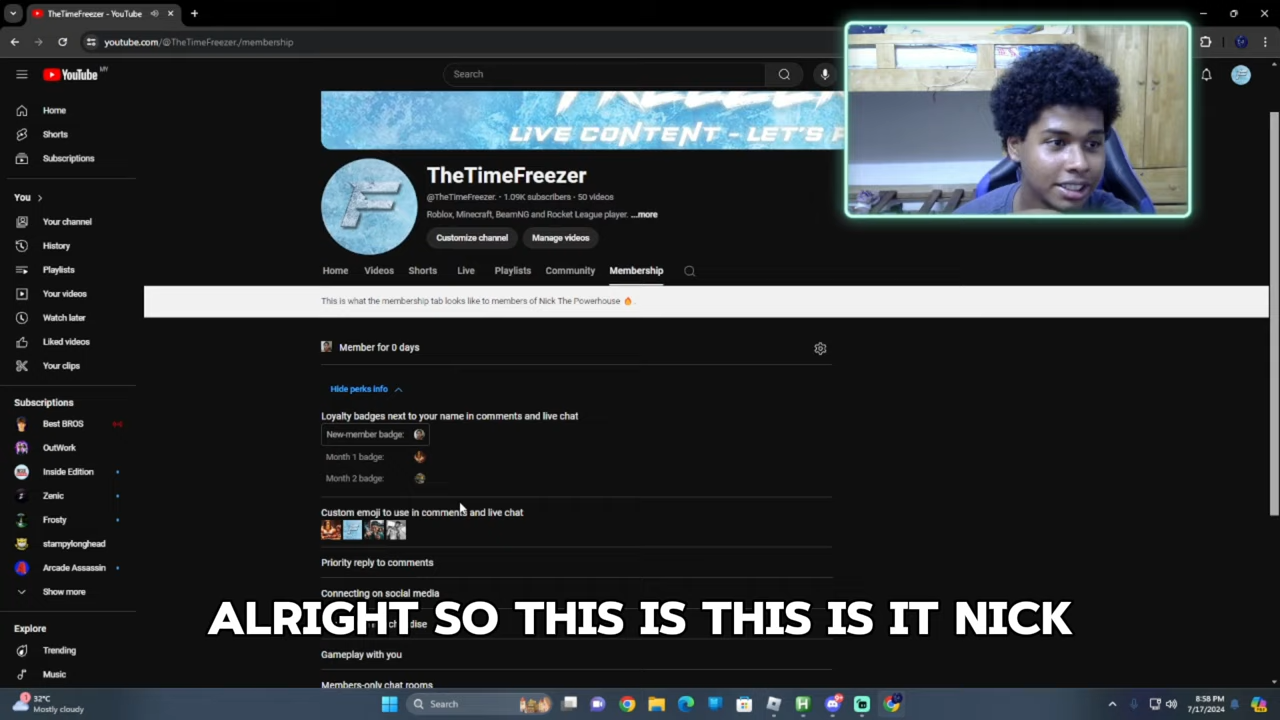 TheTimeFreezer - YouTube
youtube.com/@TheTimeFreezer./membership
YouTube MY
Search
Home
Shorts
Subscriptions
You
Your channel
History
Playlists
Your videos
Watch later
Liked videos
Your clips
Subscriptions
Best BROS
OutWork
Inside Edition
Zenic
Frosty
stampylonghead
Arcade Assassin
Show more
Explore
Trending
Music
LIVE CONTENT - LET'S
TheTimeFreezer
@TheTimeFreezer · 1.09K subscribers · 50 videos
Roblox, Minecraft, BeamNG and Rocket League player. ...more
Customize channel Manage videos
Home Videos Shorts Live Playlists Community Membership
This is what the membership tab looks like to members of Nick The Powerhouse 🔥 .
Member for 0 days
Hide perks info
Loyalty badges next to your name in comments and live chat
New-member badge:
Month 1 badge:
Month 2 badge:
Custom emoji to use in comments and live chat
Priority reply to comments
Connecting on social media
ALRIGHT SO THIS IS THIS IS IT NICK
Gameplay with you
Members-only chat rooms
32°C
Mostly cloudy
Search
8:58 PM
7/17/2024